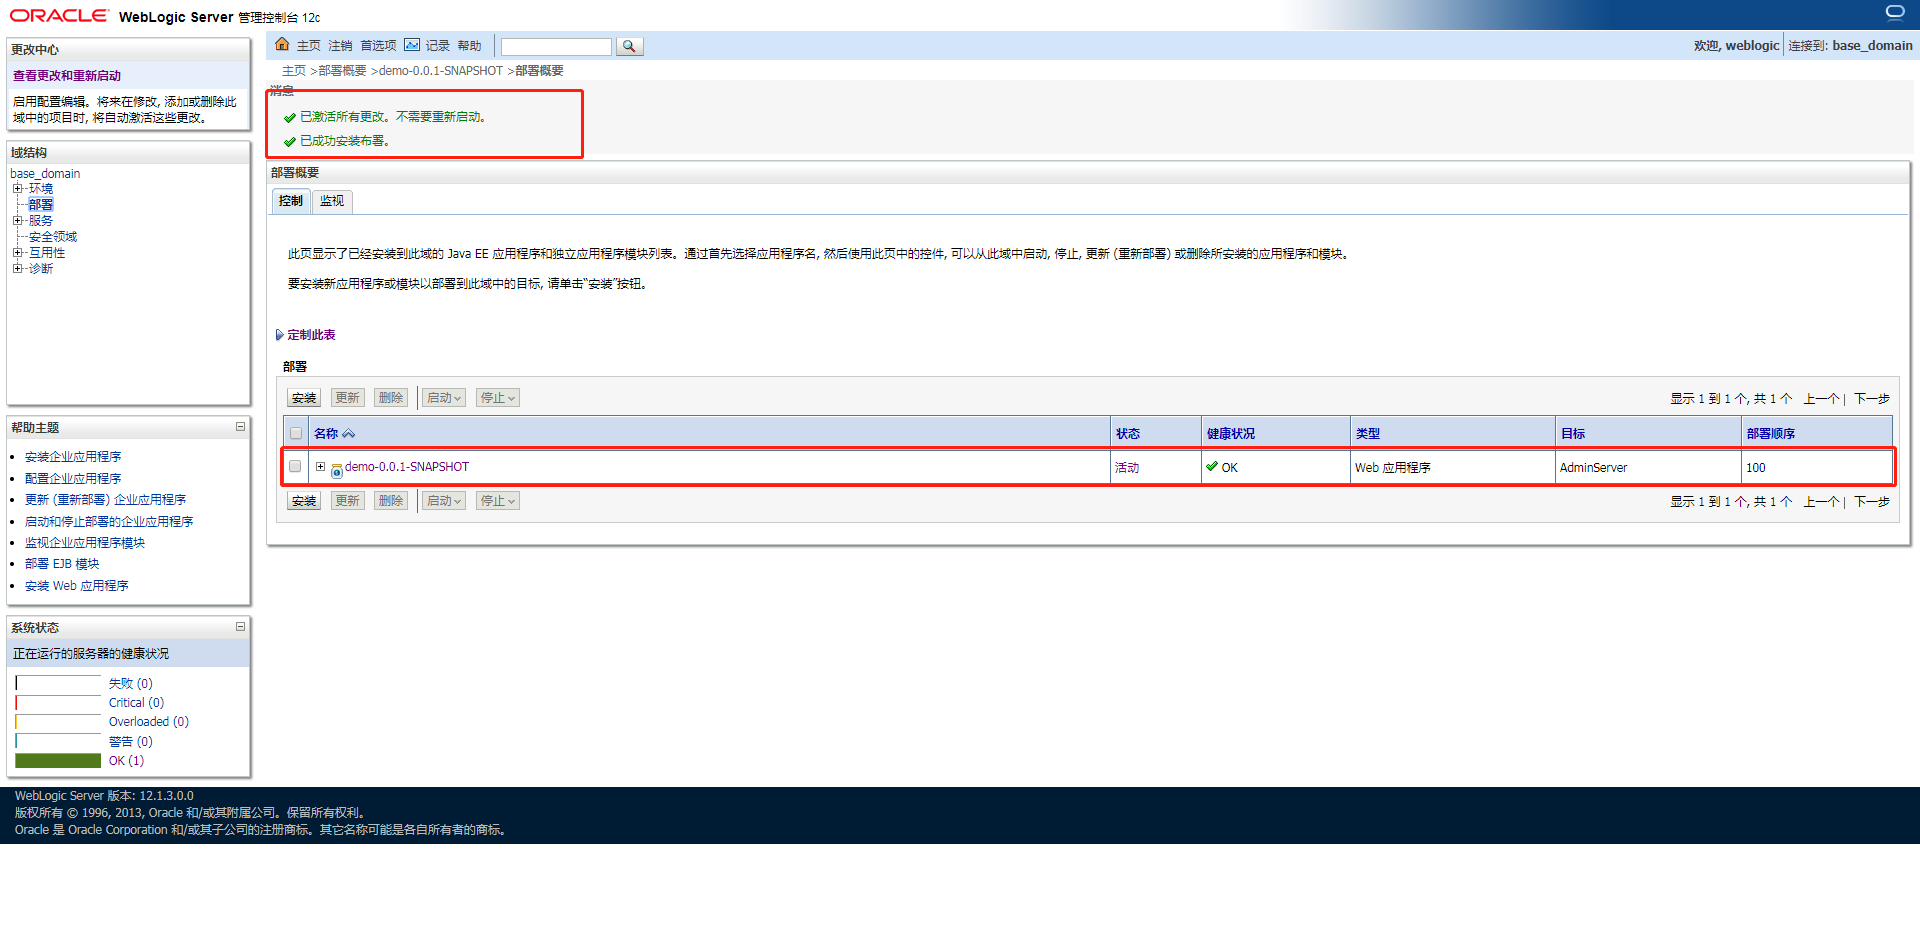 ORACLE WebLogic Server 管理控制台 12c
更改中心
查看更改和重新启动
启用配置编辑。将来在修改, 添加或删除此
域中的项目时, 将自动激活这些更改。
域结构
base_domain
环境
部署
服务
安全领域
互用性
诊断
帮助主题
安装企业应用程序
配置企业应用程序
更新 (重新部署) 企业应用程序
启动和停止部署的企业应用程序
监视企业应用程序模块
部署 EJB 模块
安装 Web 应用程序
系统状态
正在运行的服务器的健康状况
失败 (0)
Critical (0)
Overloaded (0)
警告 (0)
OK (1)
主页 注销 首选项 记录 帮助
欢迎, weblogic 连接到: base_domain
主页 >部署概要 >demo-0.0.1-SNAPSHOT >部署概要
消息
已激活所有更改。不需要重新启动。
已成功安装布署。
部署概要
控制 监视
此页显示了已经安装到此域的 Java EE 应用程序和独立应用程序模块列表。通过首先选择应用程序名, 然后使用此页中的控件, 可以从此域中启动, 停止, 更新 (重新部署) 或删除所安装的应用程序和模块。
要安装新应用程序或模块以部署到此域中的目标, 请单击“安装”按钮。
定制此表
部署
安装 更新 删除 启动 停止 显示 1 到 1 个, 共 1 个 上一个 | 下一步
名称 状态 健康状况 类型 目标 部署顺序
demo-0.0.1-SNAPSHOT 活动 OK Web 应用程序 AdminServer 100
安装 更新 删除 启动 停止 显示 1 到 1 个, 共 1 个 上一个 | 下一步
WebLogic Server 版本: 12.1.3.0.0
版权所有 © 1996, 2013, Oracle 和/或其附属公司。保留所有权利。
Oracle 是 Oracle Corporation 和/或其子公司的注册商标。其它名称可能是各自所有者的商标。